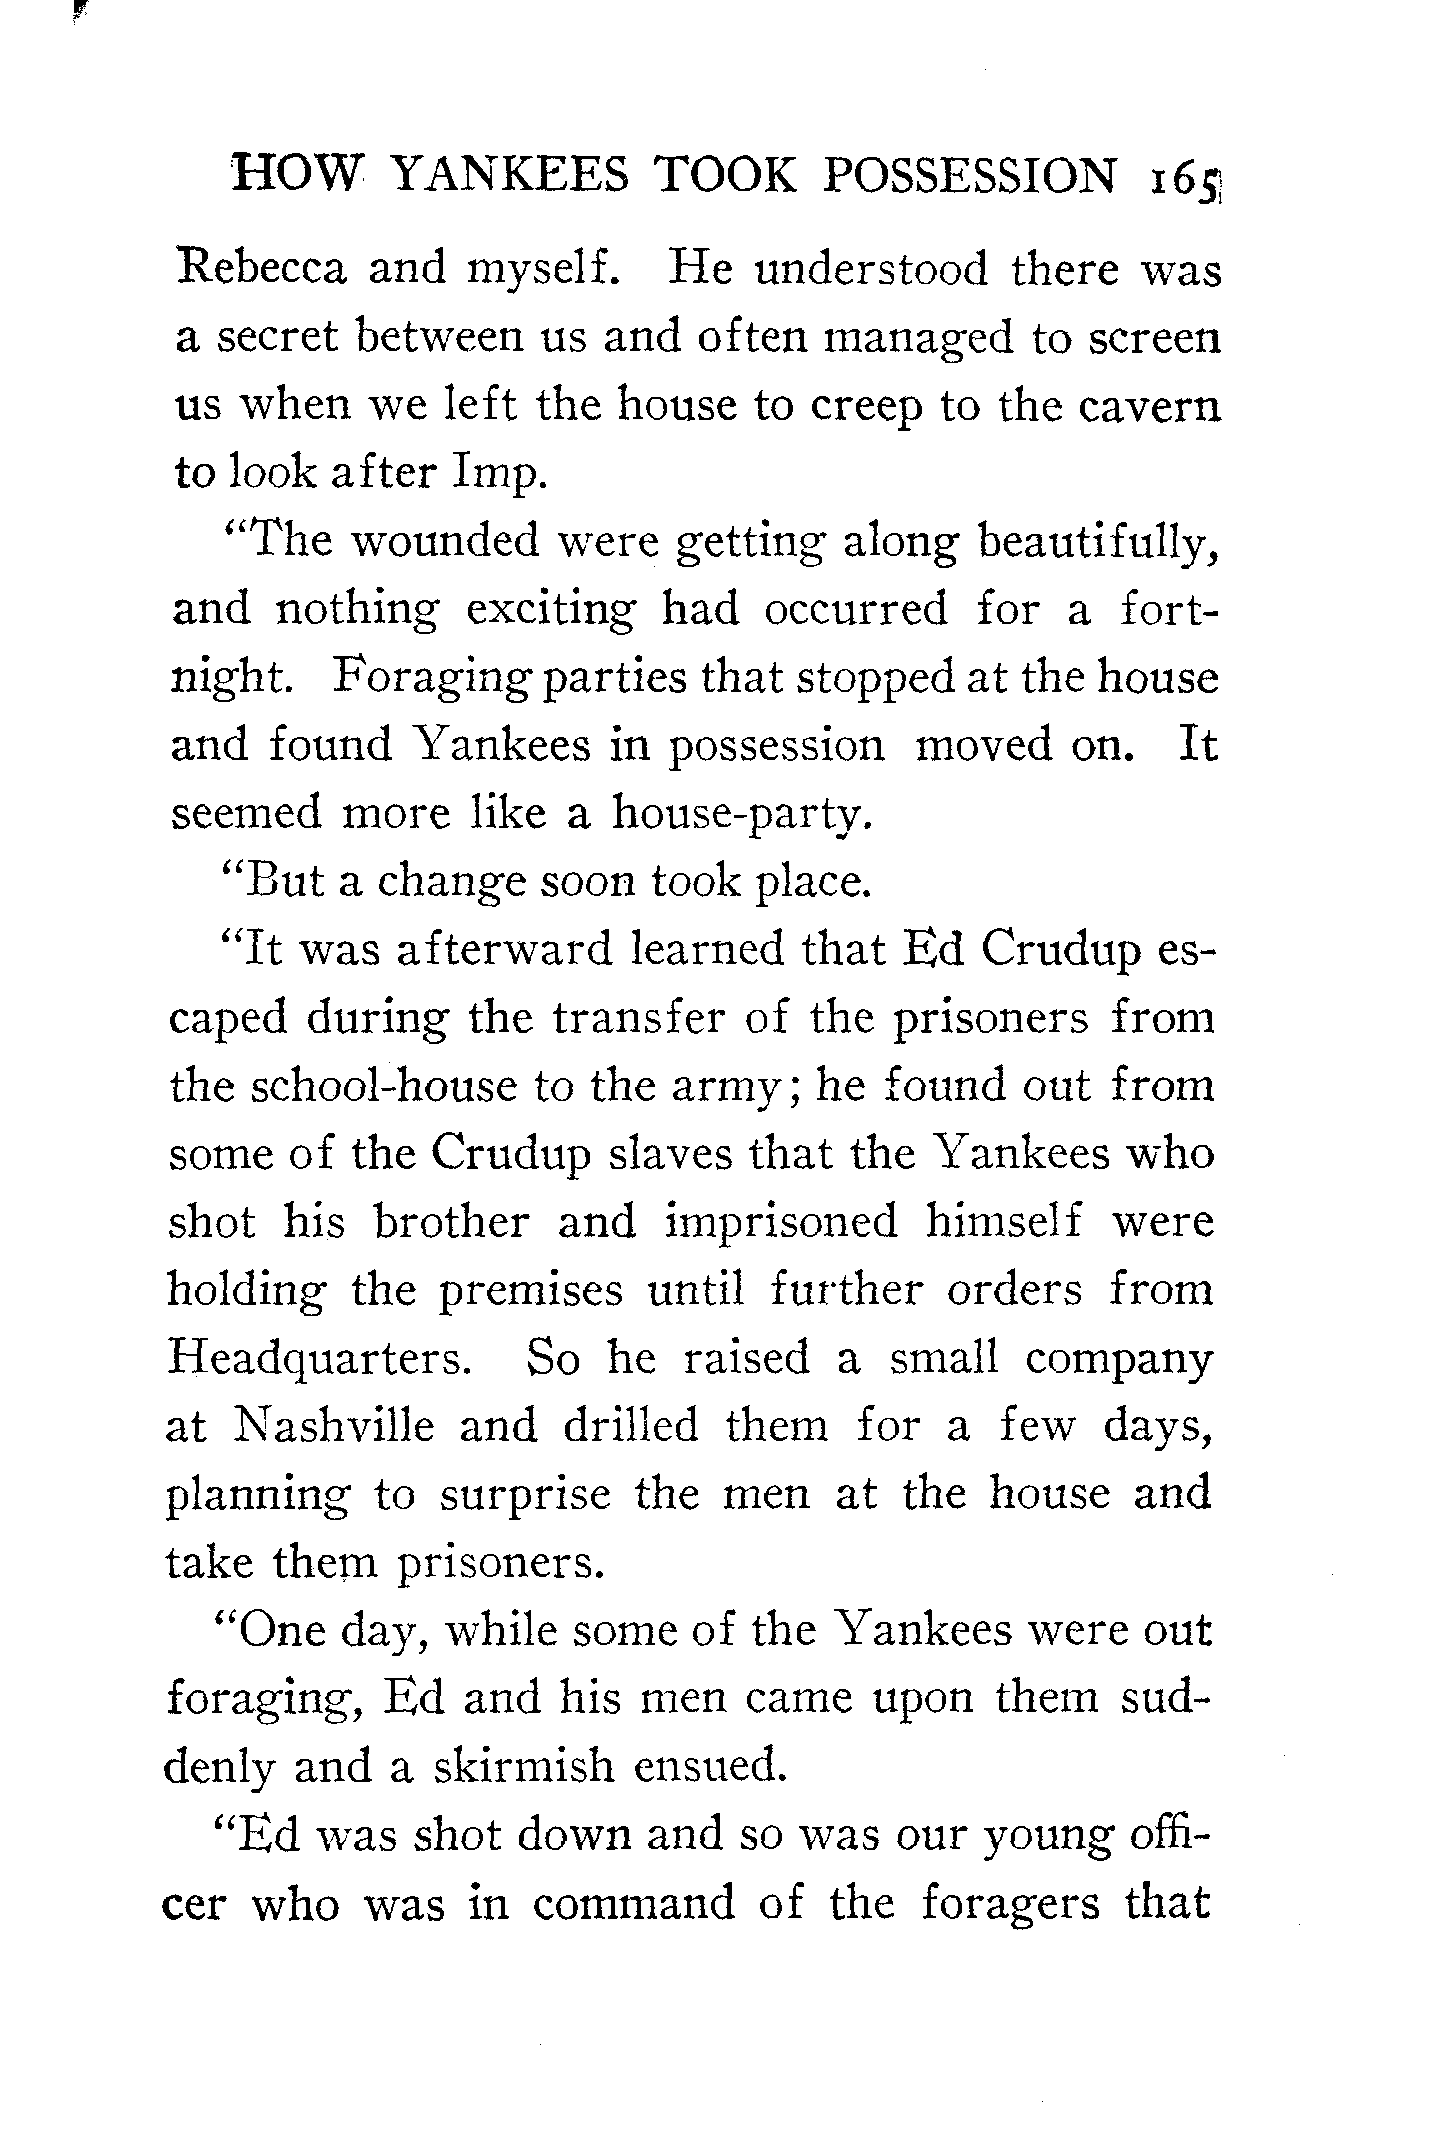 HOW YANKEES TOOK POSSESSION 165
Rebecca and myself. He understood there was
a secret between us and often managed to screen
us when we left the house to creep to the cavern
to look after Imp.
“The wounded were getting along beautifully,
and nothing exciting had occurred for a fort-
night. Foraging parties that stopped at the house
and found Yankees in possession moved on. It
seemed more like a house-party.
“But a change soon took place.
“It was afterward learned that Ed Crudup es-
caped during the transfer of the prisoners from
the school-house to the army; he found out from
some of the Crudup slaves that the Yankees who
shot his brother and imprisoned himself were
holding the premises until further orders from
Headquarters. So he raised a small company
at Nashville and drilled them for a few days,
planning to surprise the men at the house and
take them prisoners.
“One day, while some of the Yankees were out
foraging, Ed and his men came upon them sud-
denly and a skirmish ensued.
“Ed was shot down and so was our young offi-
cer who was in command of the foragers that